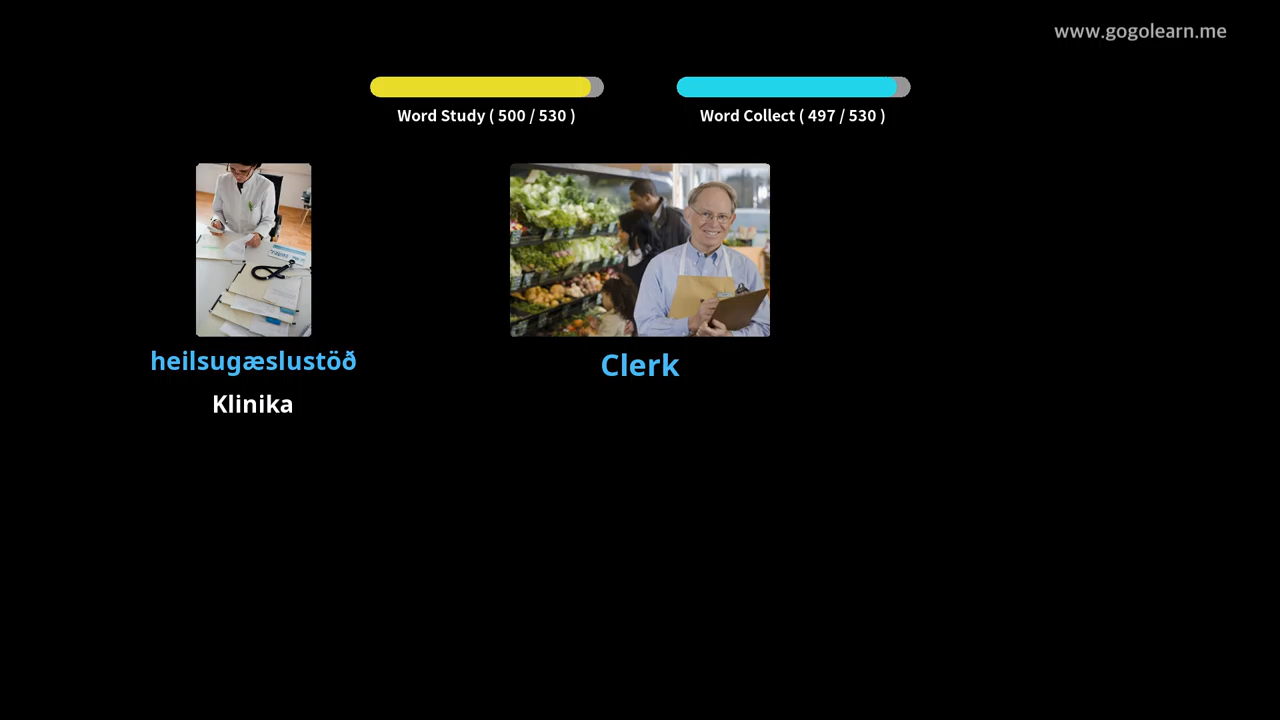 www.gogolearn.me
Word Study ( 500 / 530 )
Word Collect ( 497 / 530 )
heilsugæslustöð
Klinika
Clerk